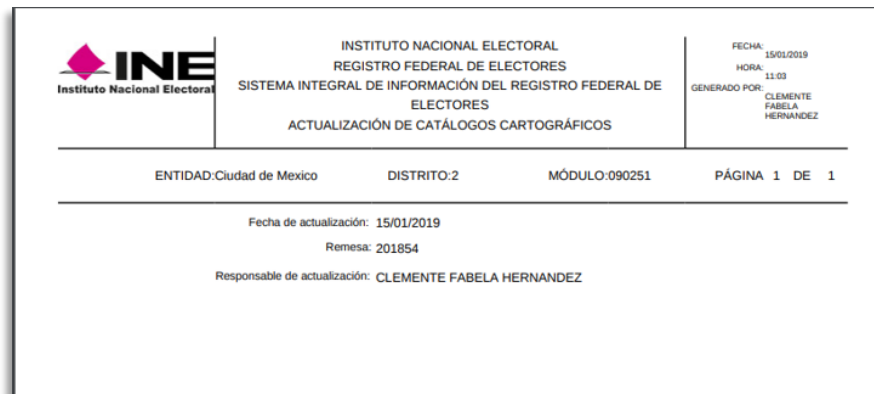 INE
Instituto Nacional Electoral
INSTITUTO NACIONAL ELECTORAL
REGISTRO FEDERAL DE ELECTORES
SISTEMA INTEGRAL DE INFORMACIÓN DEL REGISTRO FEDERAL DE
ELECTORES
ACTUALIZACIÓN DE CATÁLOGOS CARTOGRÁFICOS
FECHA: 15/01/2019
HORA: 11:03
GENERADO POR: CLEMENTE
FABELA
HERNANDEZ
ENTIDAD:Ciudad de Mexico DISTRITO:2 MÓDULO:090251 PÁGINA 1 DE 1
Fecha de actualización: 15/01/2019
Remesa: 201854
Responsable de actualización: CLEMENTE FABELA HERNANDEZ